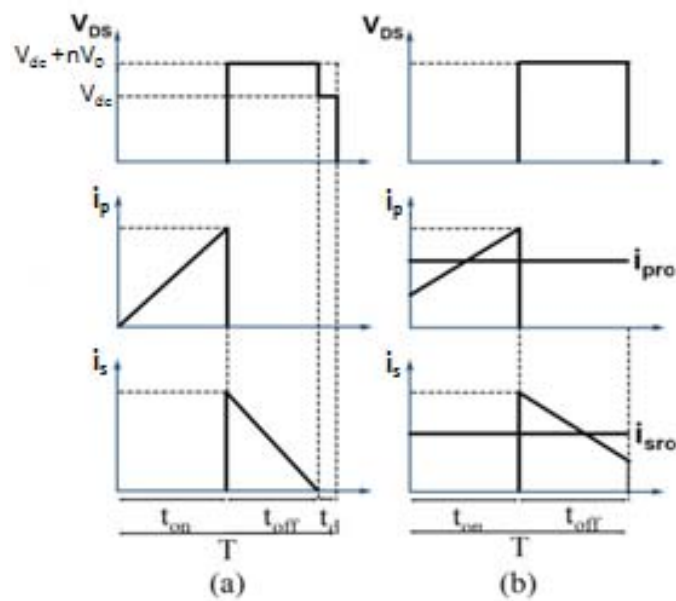 V_DS
V_dc + nV_o
V_dc
i_p
i_s
t_on
t_off
t_d
T
(a)
V_DS
i_p
i_pro
i_s
i_sro
t_on
t_off
T
(b)